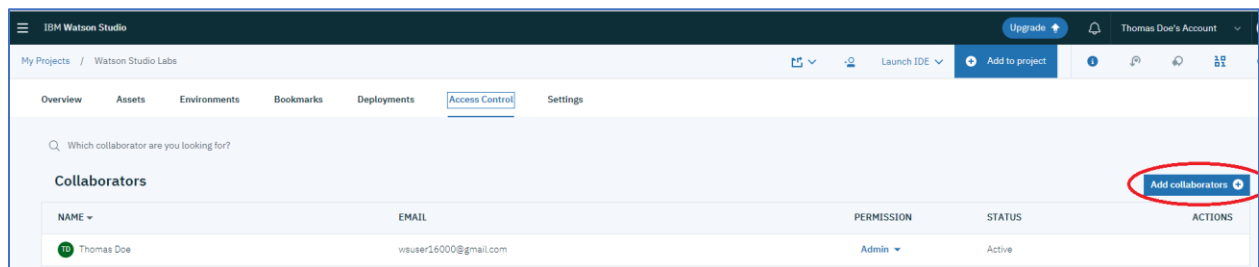 IBM Watson Studio Upgrade Thomas Doe's Account
My Projects / Watson Studio Labs Launch IDE Add to project
Overview Assets Environments Bookmarks Deployments Access Control Settings
Which collaborator are you looking for?
Collaborators Add collaborators
NAME EMAIL PERMISSION STATUS ACTIONS
TD Thomas Doe wsuser16000@gmail.com Admin Active